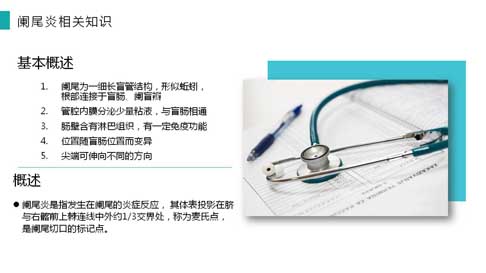 阑尾炎相关知识
基本概述
1. 阑尾为一细长盲管结构，形似蚯蚓，
根部连接于盲肠、阑盲瓣
2. 管腔内膜分泌少量粘液，与盲肠相通
3. 肠壁含有淋巴组织，有一定免疫功能
4. 位置随盲肠位置而变异
5. 尖端可伸向不同的方向
概述
● 阑尾炎是指发生在阑尾的炎症反应， 其体表投影在脐
与右髂前上棘连线中外约1/3交界处，称为麦氏点，
是阑尾切口的标记点。